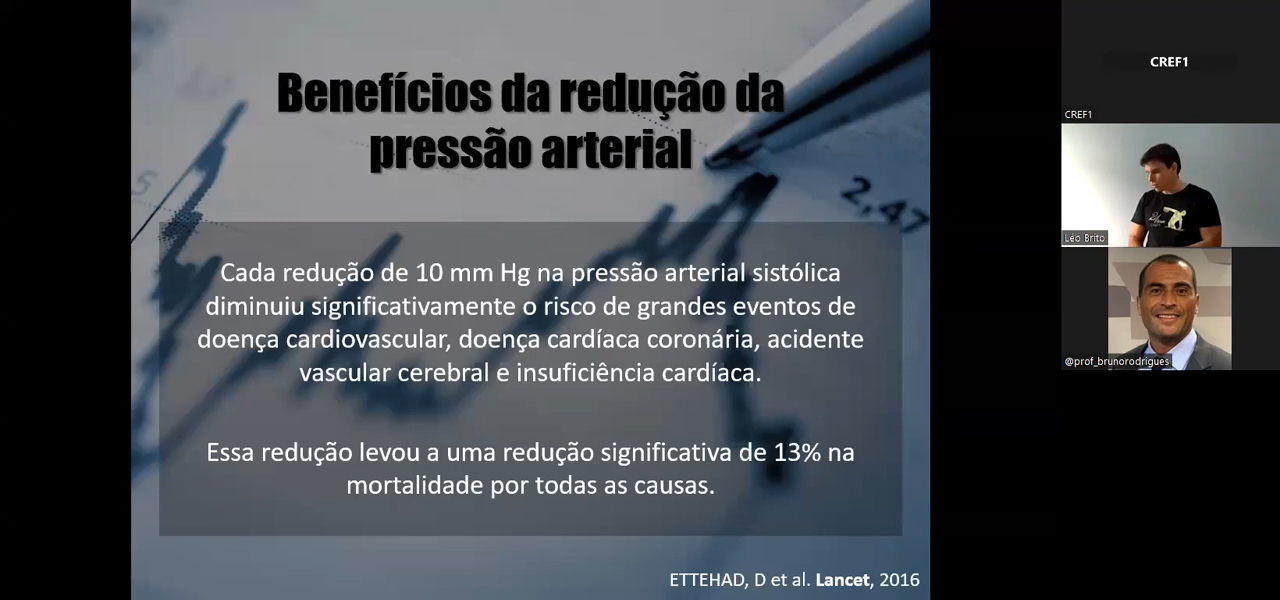 Benefícios da redução da
pressão arterial
5
2,47
Cada redução de 10 mm Hg na pressão arterial sistólica
diminuiu significativamente o risco de grandes eventos de
doença cardiovascular, doença cardíaca coronária, acidente
vascular cerebral e insuficiência cardíaca.
Essa redução levou a uma redução significativa de 13% na
mortalidade por todas as causas.
ETTEHAD, D et al. Lancet, 2016
CREF1
CREF1
Léo Brito
@prof_brunorodrigues